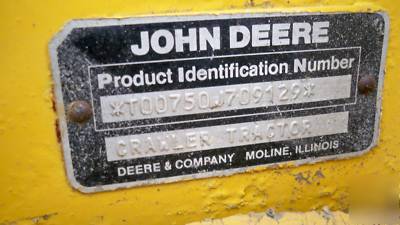 JOHN DEERE
Product Identification Number
*T00750J709129*
CRAWLER TRACTOR
DEERE & COMPANY MOLINE, ILLINOIS